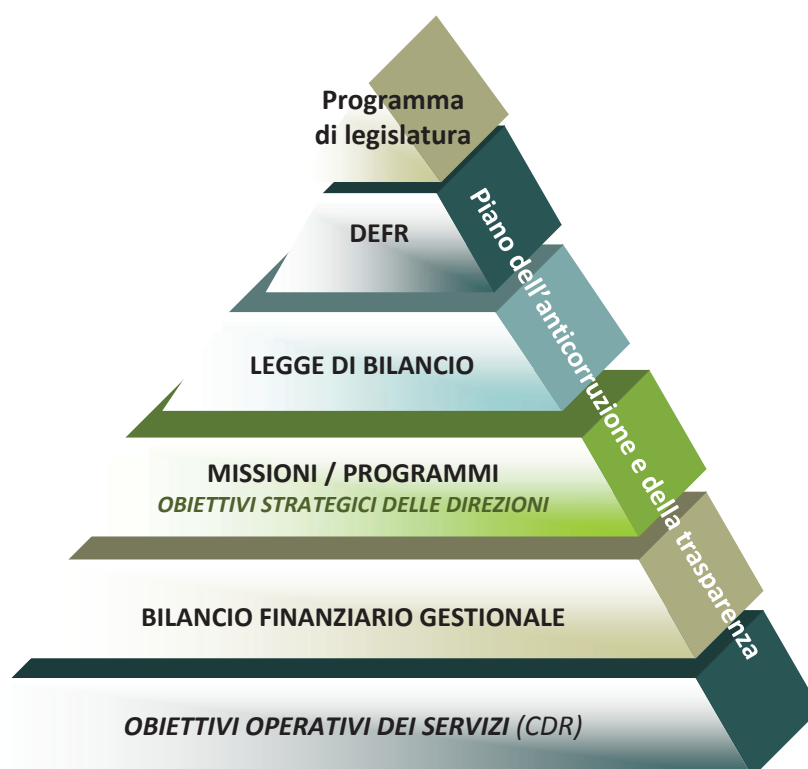 Programma
di legislatura
DEFR
LEGGE DI BILANCIO
MISSIONI / PROGRAMMI
OBIETTIVI STRATEGICI DELLE DIREZIONI
BILANCIO FINANZIARIO GESTIONALE
OBIETTIVI OPERATIVI DEI SERVIZI (CDR)
Piano dell’anticorruzione e della trasparenza